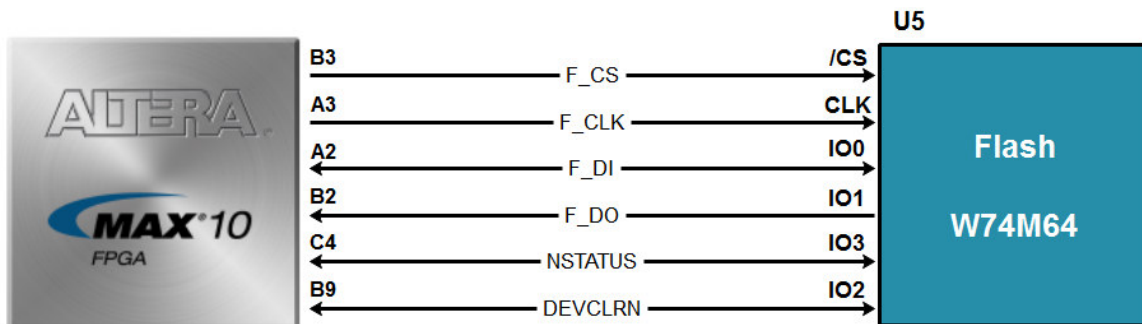 U5
B3 F_CS /CS
A3 F_CLK CLK
A2 F_DI IO0
B2 F_DO IO1
C4 NSTATUS IO3
B9 DEVCLRN IO2
ALTERA®
MAX® 10
FPGA
Flash
W74M64